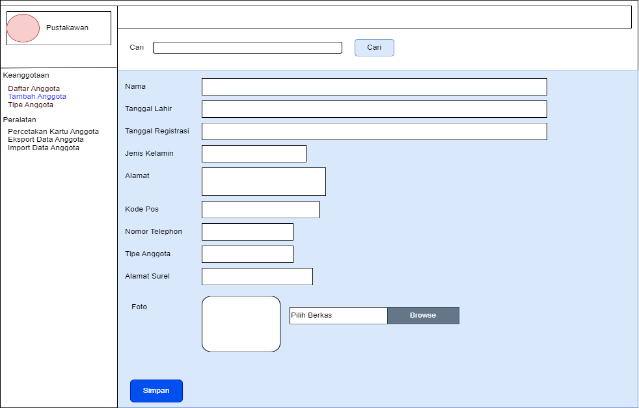 Pustakawan
Cari
Cari
Keanggotaan
Daftar Anggota
Tambah Anggota
Tipe Anggota
Peralatan
Percetakan Kartu Anggota
Eksport Data Anggota
Import Data Anggota
Nama
Tanggal Lahir
Tanggal Registrasi
Jenis Kelamin
Alamat
Kode Pos
Nomor Telephon
Tipe Anggota
Alamat Surel
Foto
Pilih Berkas
Browse
Simpan